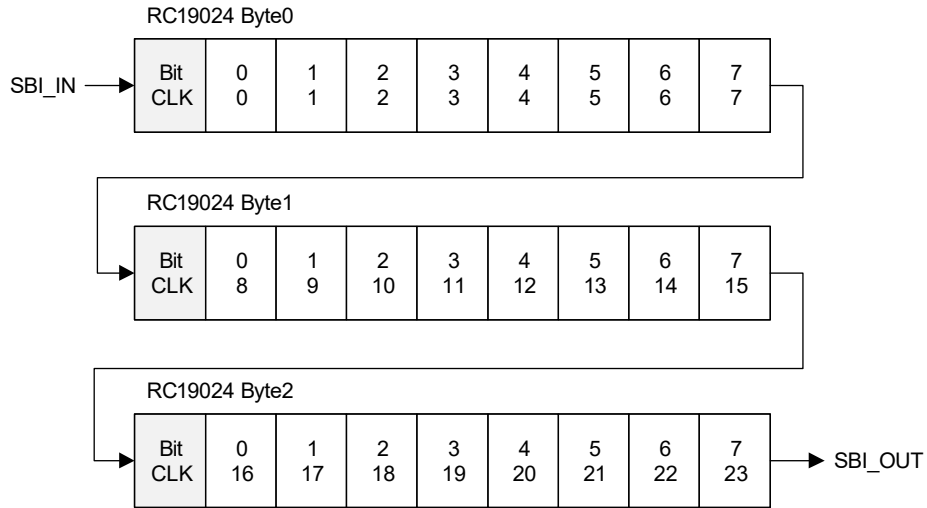 RC19024 Byte0
SBI_IN
Bit 0 1 2 3 4 5 6 7
CLK 0 1 2 3 4 5 6 7
RC19024 Byte1
Bit 0 1 2 3 4 5 6 7
CLK 8 9 10 11 12 13 14 15
RC19024 Byte2
Bit 0 1 2 3 4 5 6 7
CLK 16 17 18 19 20 21 22 23
SBI_OUT